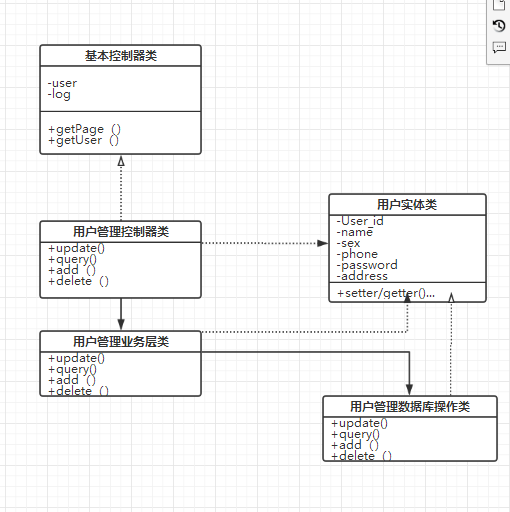 基本控制器类
-user
-log
+getPage（）
+getUser（）
用户管理控制器类
+update()
+query()
+add（）
+delete（）
用户实体类
-User_id
-name
-sex
-phone
-password
-address
+setter/getter()...
用户管理业务层类
+update()
+query()
+add（）
+delete（）
用户管理数据库操作类
+update()
+query()
+add（）
+delete（）